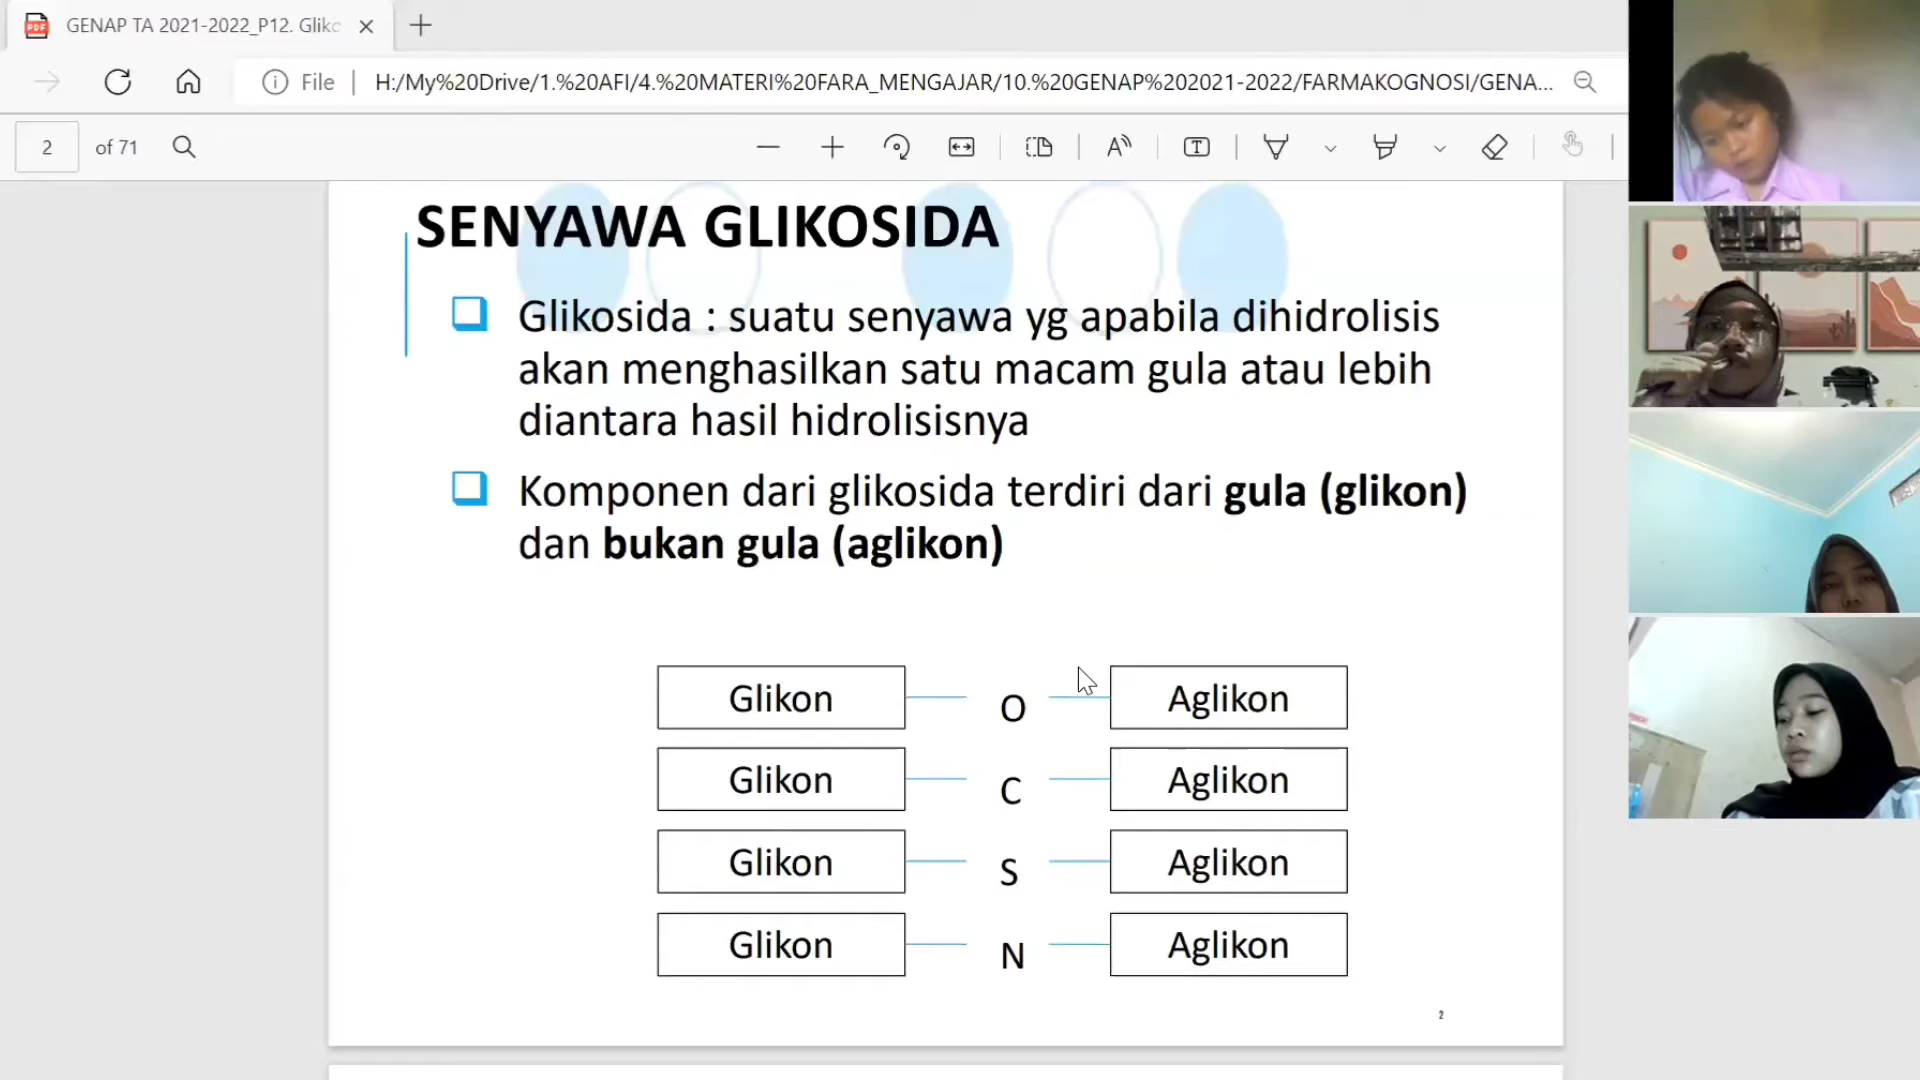 GENAP TA 2021-2022_P12. Glik
File
H:/My%20Drive/1.%20AFI/4.%20MATERI%20FARA_MENGAJAR/10.%20GENAP%202021-2022/FARMAKOGNOSI/GENA...
2
of 71
SENYAWA GLIKOSIDA
Glikosida : suatu senyawa yg apabila dihidrolisis
akan menghasilkan satu macam gula atau lebih
diantara hasil hidrolisisnya
Komponen dari glikosida terdiri dari gula (glikon)
dan bukan gula (aglikon)
Glikon O Aglikon
Glikon C Aglikon
Glikon S Aglikon
Glikon N Aglikon
2